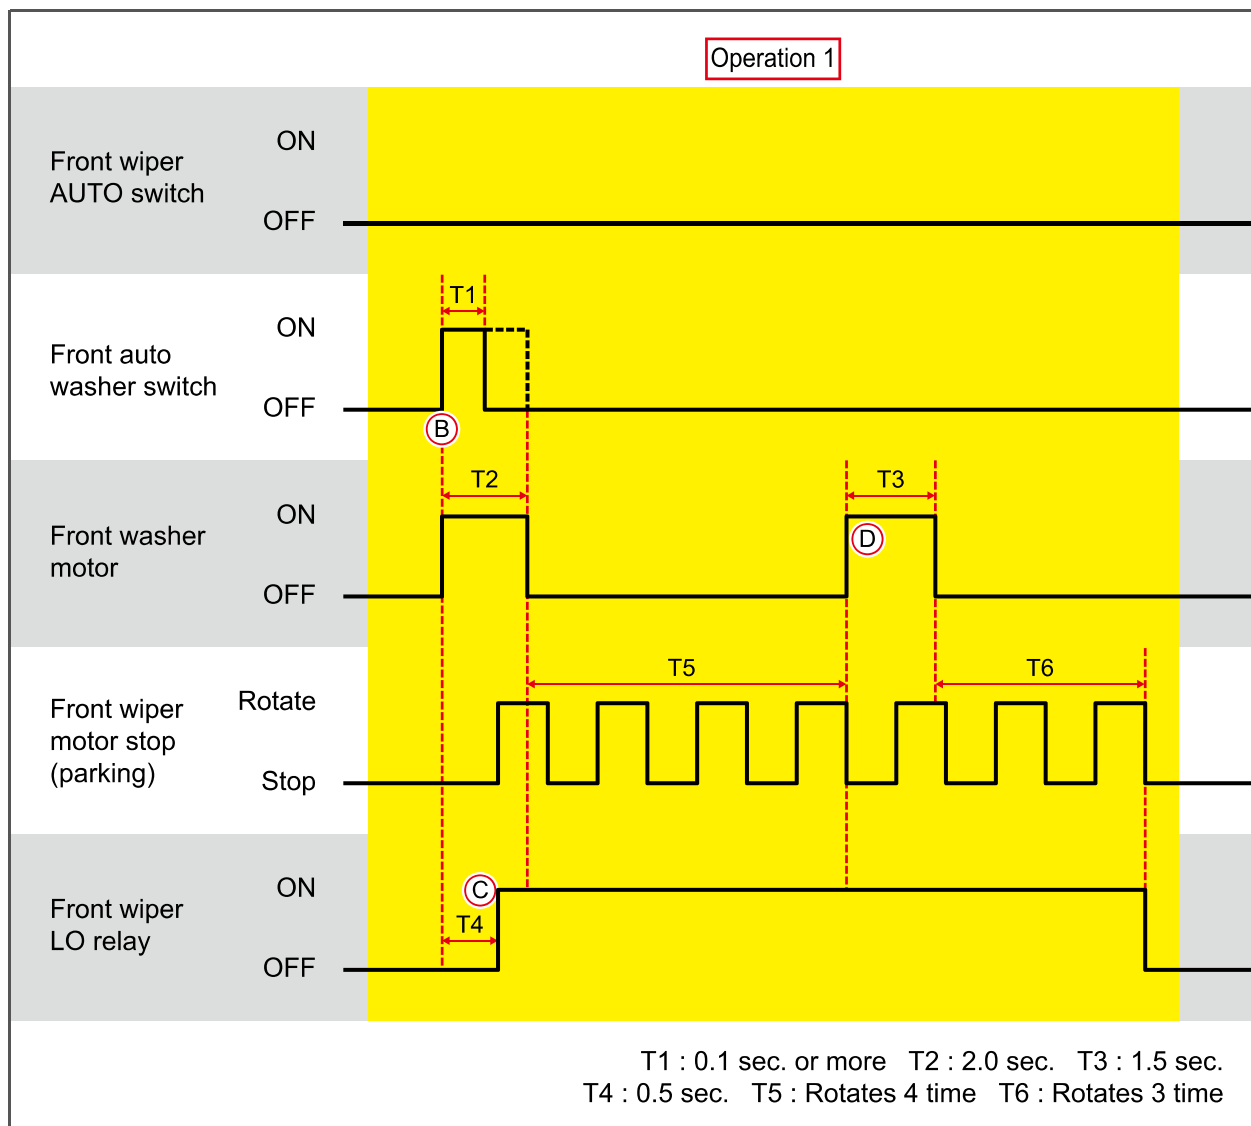 Operation 1
Front wiper
AUTO switch
ON
OFF
Front auto
washer switch
ON
OFF
T1
B
Front washer
motor
ON
OFF
T2
T3
D
Front wiper
motor stop
(parking)
Rotate
Stop
T5
T6
Front wiper
LO relay
ON
OFF
C
T4
T1 : 0.1 sec. or more T2 : 2.0 sec. T3 : 1.5 sec.
T4 : 0.5 sec. T5 : Rotates 4 time T6 : Rotates 3 time